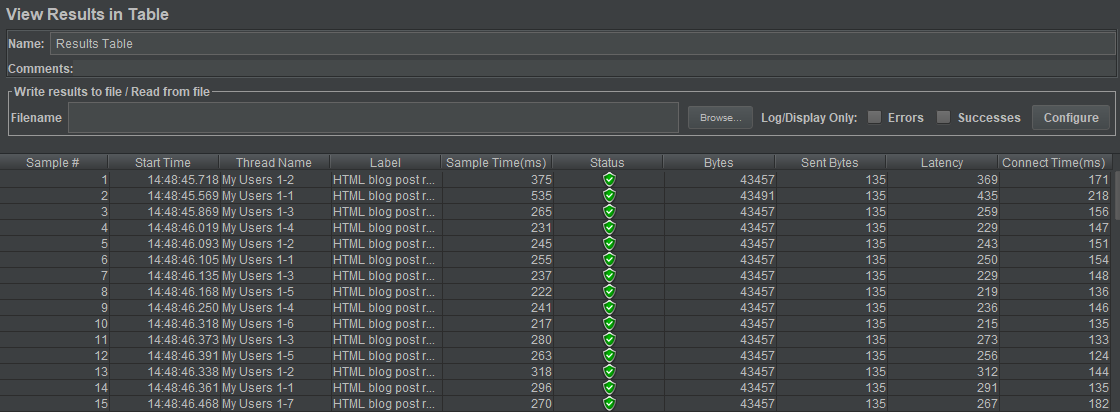 View Results in Table
Name: Results Table
Comments:
Write results to file / Read from file
Filename Browse... Log/Display Only: Errors Successes Configure
Sample # Start Time Thread Name Label Sample Time(ms) Status Bytes Sent Bytes Latency Connect Time(ms)
1 14:48:45.718 My Users 1-2 HTML blog post r... 375 43457 135 369 171
2 14:48:45.569 My Users 1-1 HTML blog post r... 535 43491 135 435 218
3 14:48:45.869 My Users 1-3 HTML blog post r... 265 43457 135 259 156
4 14:48:46.019 My Users 1-4 HTML blog post r... 231 43457 135 229 147
5 14:48:46.093 My Users 1-2 HTML blog post r... 245 43457 135 243 151
6 14:48:46.105 My Users 1-1 HTML blog post r... 255 43457 135 250 154
7 14:48:46.135 My Users 1-3 HTML blog post r... 237 43457 135 229 148
8 14:48:46.168 My Users 1-5 HTML blog post r... 222 43457 135 219 136
9 14:48:46.250 My Users 1-4 HTML blog post r... 241 43457 135 236 146
10 14:48:46.318 My Users 1-6 HTML blog post r... 217 43457 135 215 135
11 14:48:46.373 My Users 1-3 HTML blog post r... 280 43457 135 273 133
12 14:48:46.391 My Users 1-5 HTML blog post r... 263 43457 135 256 124
13 14:48:46.338 My Users 1-2 HTML blog post r... 318 43457 135 312 144
14 14:48:46.361 My Users 1-1 HTML blog post r... 296 43457 135 291 135
15 14:48:46.468 My Users 1-7 HTML blog post r... 270 43457 135 267 182